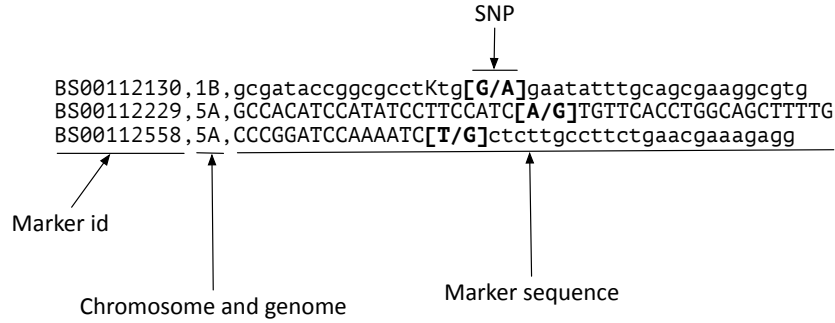 SNP
BS00112130,1B,gcgataccggcgcctKtg[G/A]gaatatttgcagcgaaggcgtg
BS00112229,5A,GCCACATCCATATCCTTCCATC[A/G]TGTTCACCTGGCAGCTTTTG
BS00112558,5A,CCCGGATCCAAAATC[T/G]ctcttgccttctgaacgaaagagg
Marker id
Chromosome and genome
Marker sequence